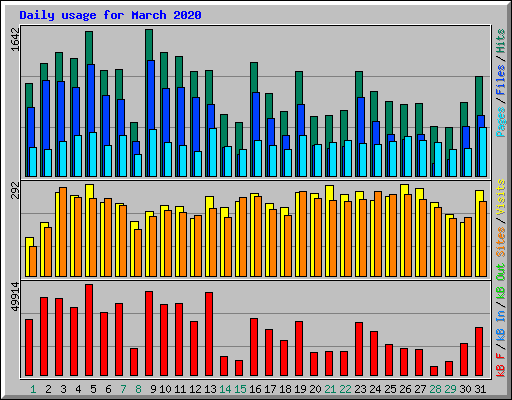 Daily usage for March 2020
1642
Pages / Files / Hits
292
Sites / Visits
49914
kB F / kB In / kB Out
1 2 3 4 5 6 7 8 9 10 11 12 13 14 15 16 17 18 19 20 21 22 23 24 25 26 27 28 29 30 31